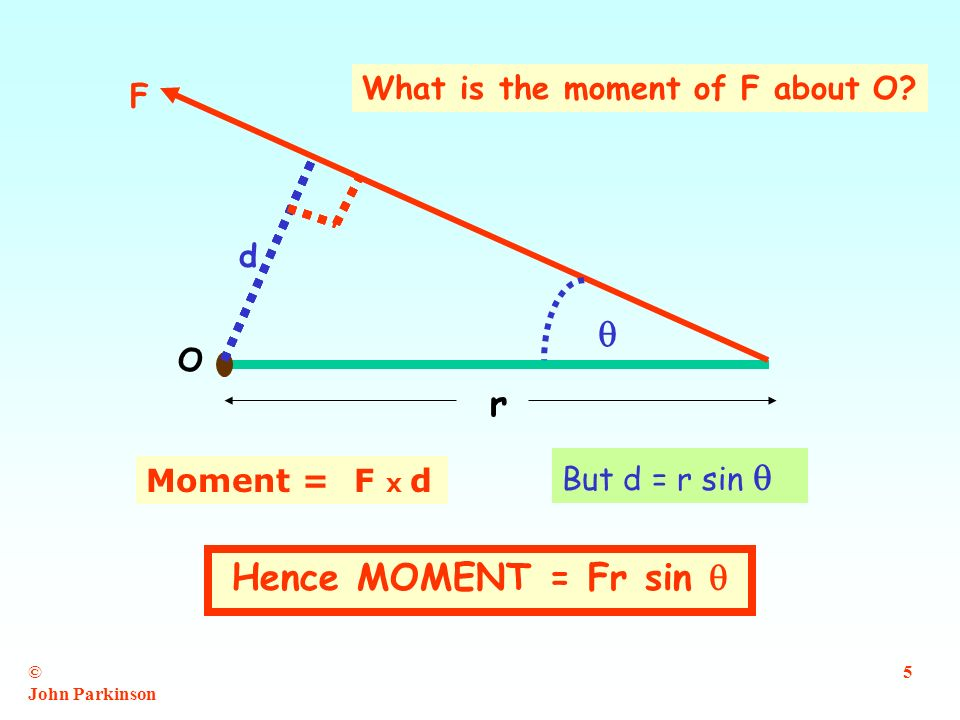 What is the moment of F about O?
F
d
θ
O
r
Moment = F x d
But d = r sin θ
Hence MOMENT = Fr sin θ
© 5
John Parkinson